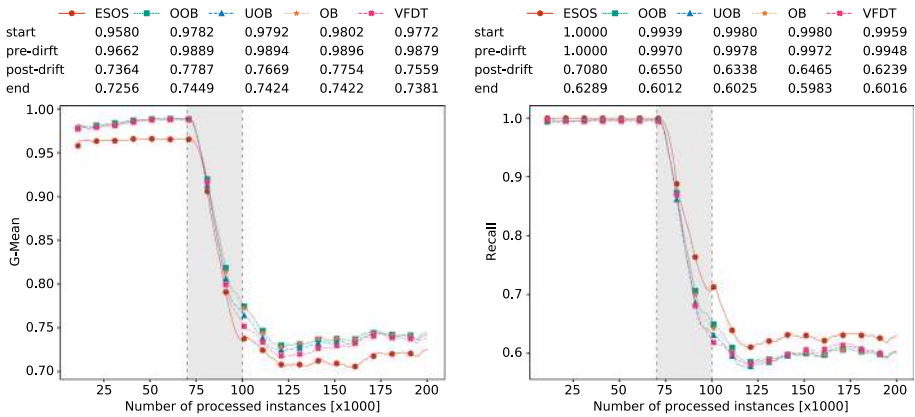 ESOS OOB UOB OB VFDT
start 0.9580 0.9782 0.9792 0.9802 0.9772
pre-dirft 0.9662 0.9889 0.9894 0.9896 0.9879
post-drift 0.7364 0.7787 0.7669 0.7754 0.7559
end 0.7256 0.7449 0.7424 0.7422 0.7381
1.00
0.95
0.90
0.85
0.80
0.75
0.70
G-Mean
25 50 75 100 125 150 175 200
Number of processed instances [x1000]
ESOS OOB UOB OB VFDT
start 1.0000 0.9939 0.9980 0.9980 0.9959
pre-dirft 1.0000 0.9970 0.9978 0.9972 0.9948
post-drift 0.7080 0.6550 0.6338 0.6465 0.6239
end 0.6289 0.6012 0.6025 0.5983 0.6016
1.0
0.9
0.8
0.7
0.6
Recall
25 50 75 100 125 150 175 200
Number of processed instances [x1000]